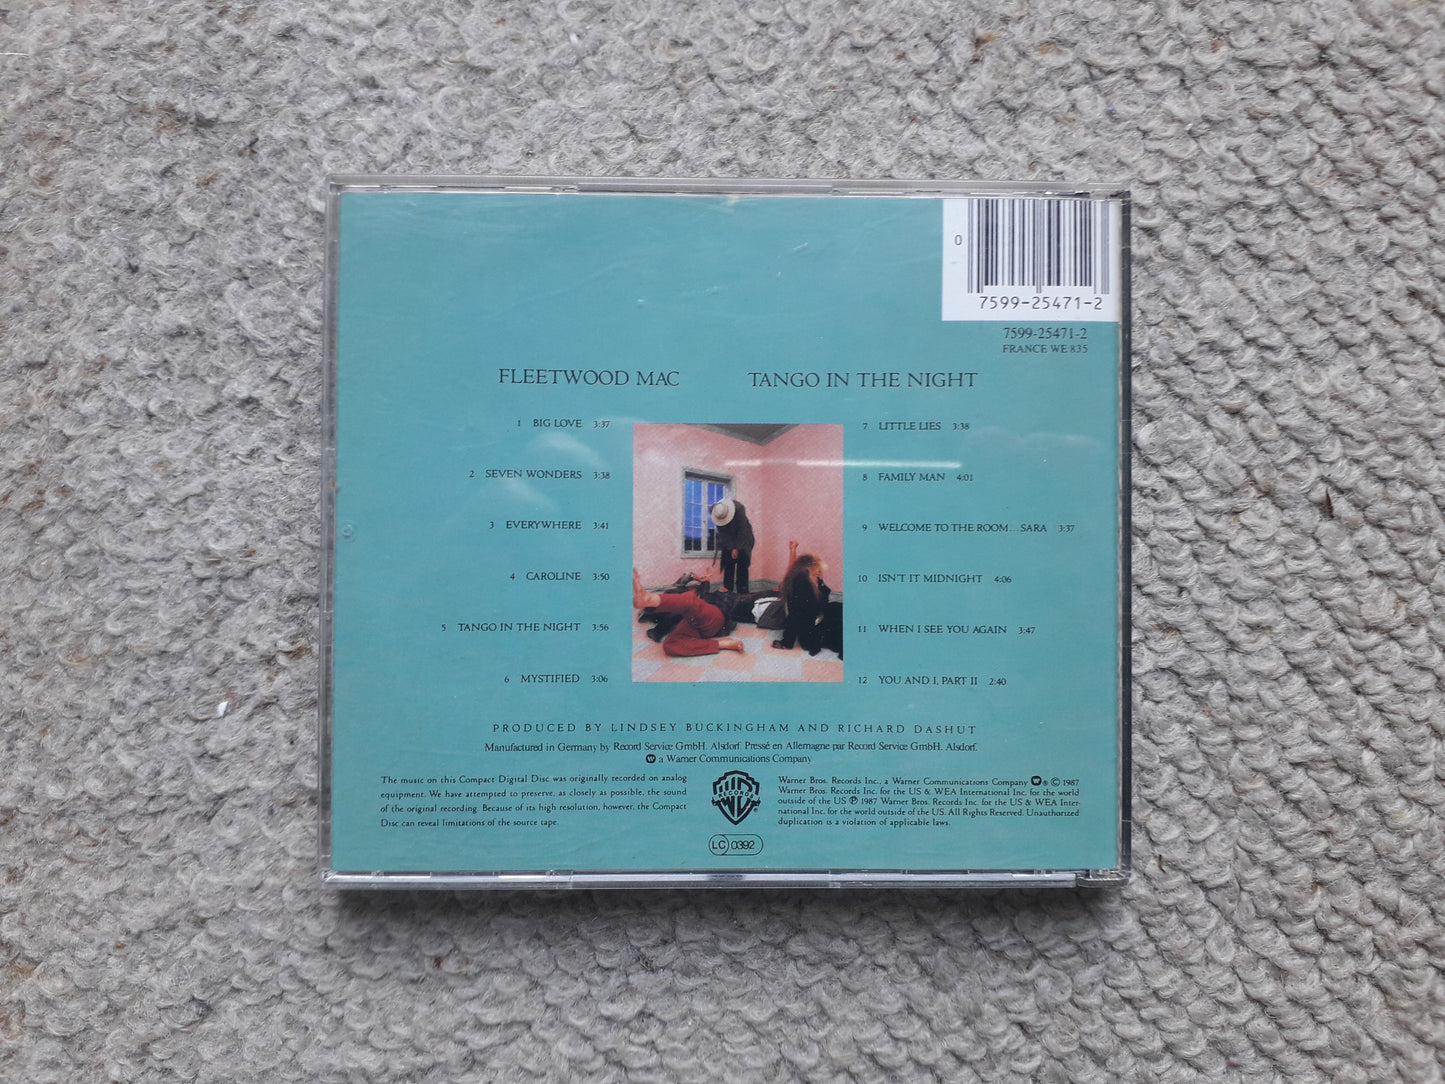 0
7599-25471-2
7599-25471-2
FRANCE WE 835
FLEETWOOD MAC
TANGO IN THE NIGHT
1 BIG LOVE 3:37
2 SEVEN WONDERS 3:38
3 EVERYWHERE 3:41
4 CAROLINE 3:50
5 TANGO IN THE NIGHT 3:56
6 MYSTIFIED 3:06
7 LITTLE LIES 3:38
8 FAMILY MAN 4:01
9 WELCOME TO THE ROOM...SARA 3:37
10 ISN'T IT MIDNIGHT 4:06
11 WHEN I SEE YOU AGAIN 3:47
12 YOU AND I, PART II 2:40
PRODUCED BY LINDSEY BUCKINGHAM AND RICHARD DASHUT
Manufactured in Germany by Record Service GmbH. Alsdorf. Pressé en Allemagne par Record Service GmbH. Alsdorf.
W a Warner Communications Company
The music on this Compact Digital Disc was originally recorded on analog
equipment. We have attempted to preserve, as closely as possible, the sound
of the original recording. Because of its high resolution, however, the Compact
Disc can reveal limitations of the source tape.
WB
RECORDS
®
Warner Bros. Records Inc., a Warner Communications Company W ® © 1987
Warner Bros. Records Inc. for the US & WEA International Inc. for the world
outside of the US ℗ 1987 Warner Bros. Records Inc. for the US & WEA Inter-
national Inc. for the world outside of the US. All Rights Reserved. Unauthorized
duplication is a violation of applicable laws.
LC 0392